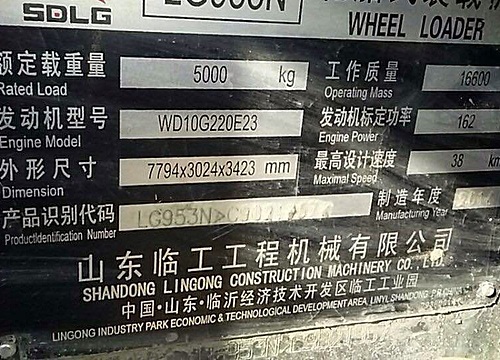 SDLG WHEEL LOADER
额定载重量 5000 kg 工作质量 16600
Rated Load Operating Mass
发动机型号 WD10G220E23 发动机标定功率 162
Engine Model Engine Power
外形尺寸 7794x3024x3423 mm 最高设计速度 38
Dimension Maximal Speed
产品识别代码 LG953N 制造年度
ProductIdentification Number Manufacturing Year
山东临工工程机械有限公司
SHANDONG LINGONG CONSTRUCTION MACHINERY CO., LTD.
中国·山东·临沂经济技术开发区临工工业园
LINGONG INDUSTRY PARK ECONOMIC & TECHNOLOGICAL DEVELOPMENT AREA, LINYI, SHANDONG P.R.